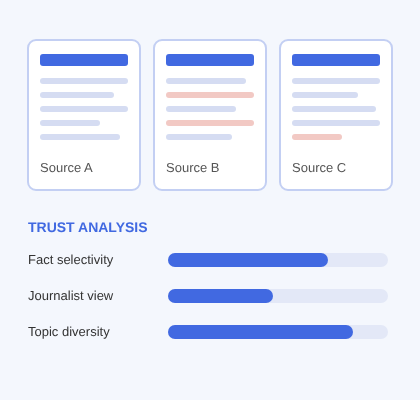 Source A
Source B
Source C
TRUST ANALYSIS
Fact selectivity
Journalist view
Topic diversity